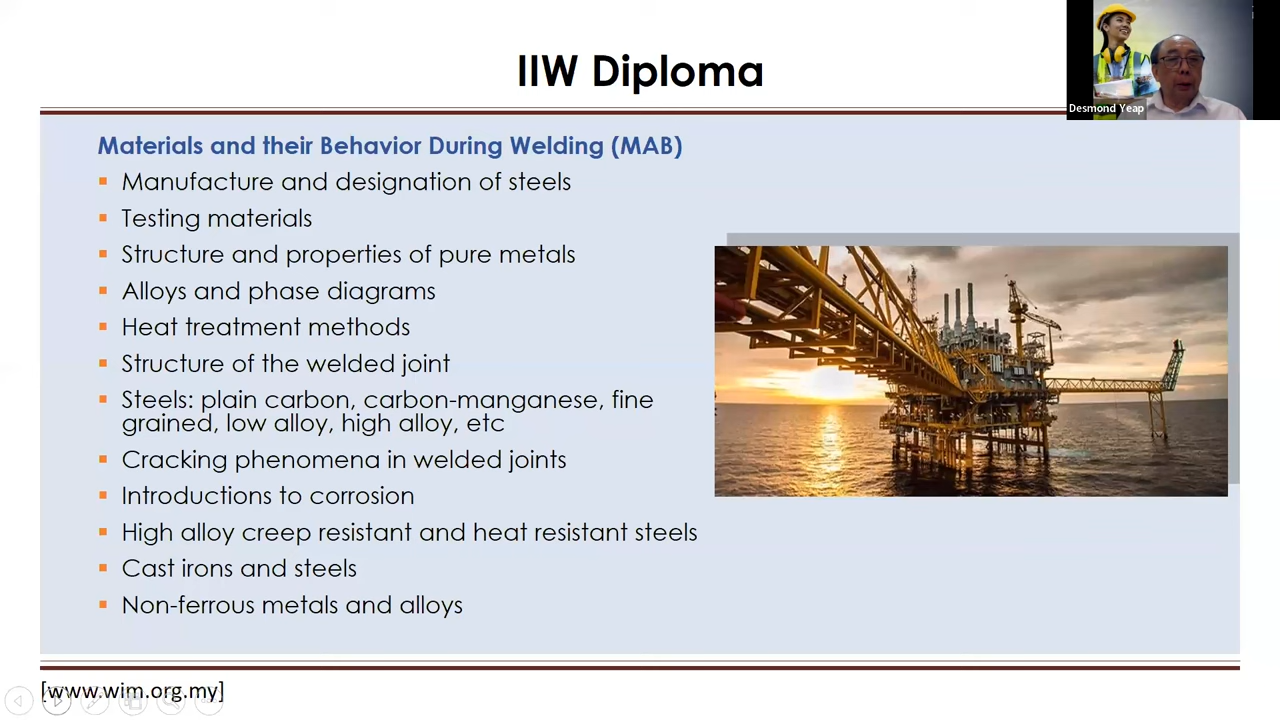 IIW Diploma
Desmond Yeap
Materials and their Behavior During Welding (MAB)
Manufacture and designation of steels
Testing materials
Structure and properties of pure metals
Alloys and phase diagrams
Heat treatment methods
Structure of the welded joint
Steels: plain carbon, carbon-manganese, fine
grained, low alloy, high alloy, etc
Cracking phenomena in welded joints
Introductions to corrosion
High alloy creep resistant and heat resistant steels
Cast irons and steels
Non-ferrous metals and alloys
[www.wim.org.my]